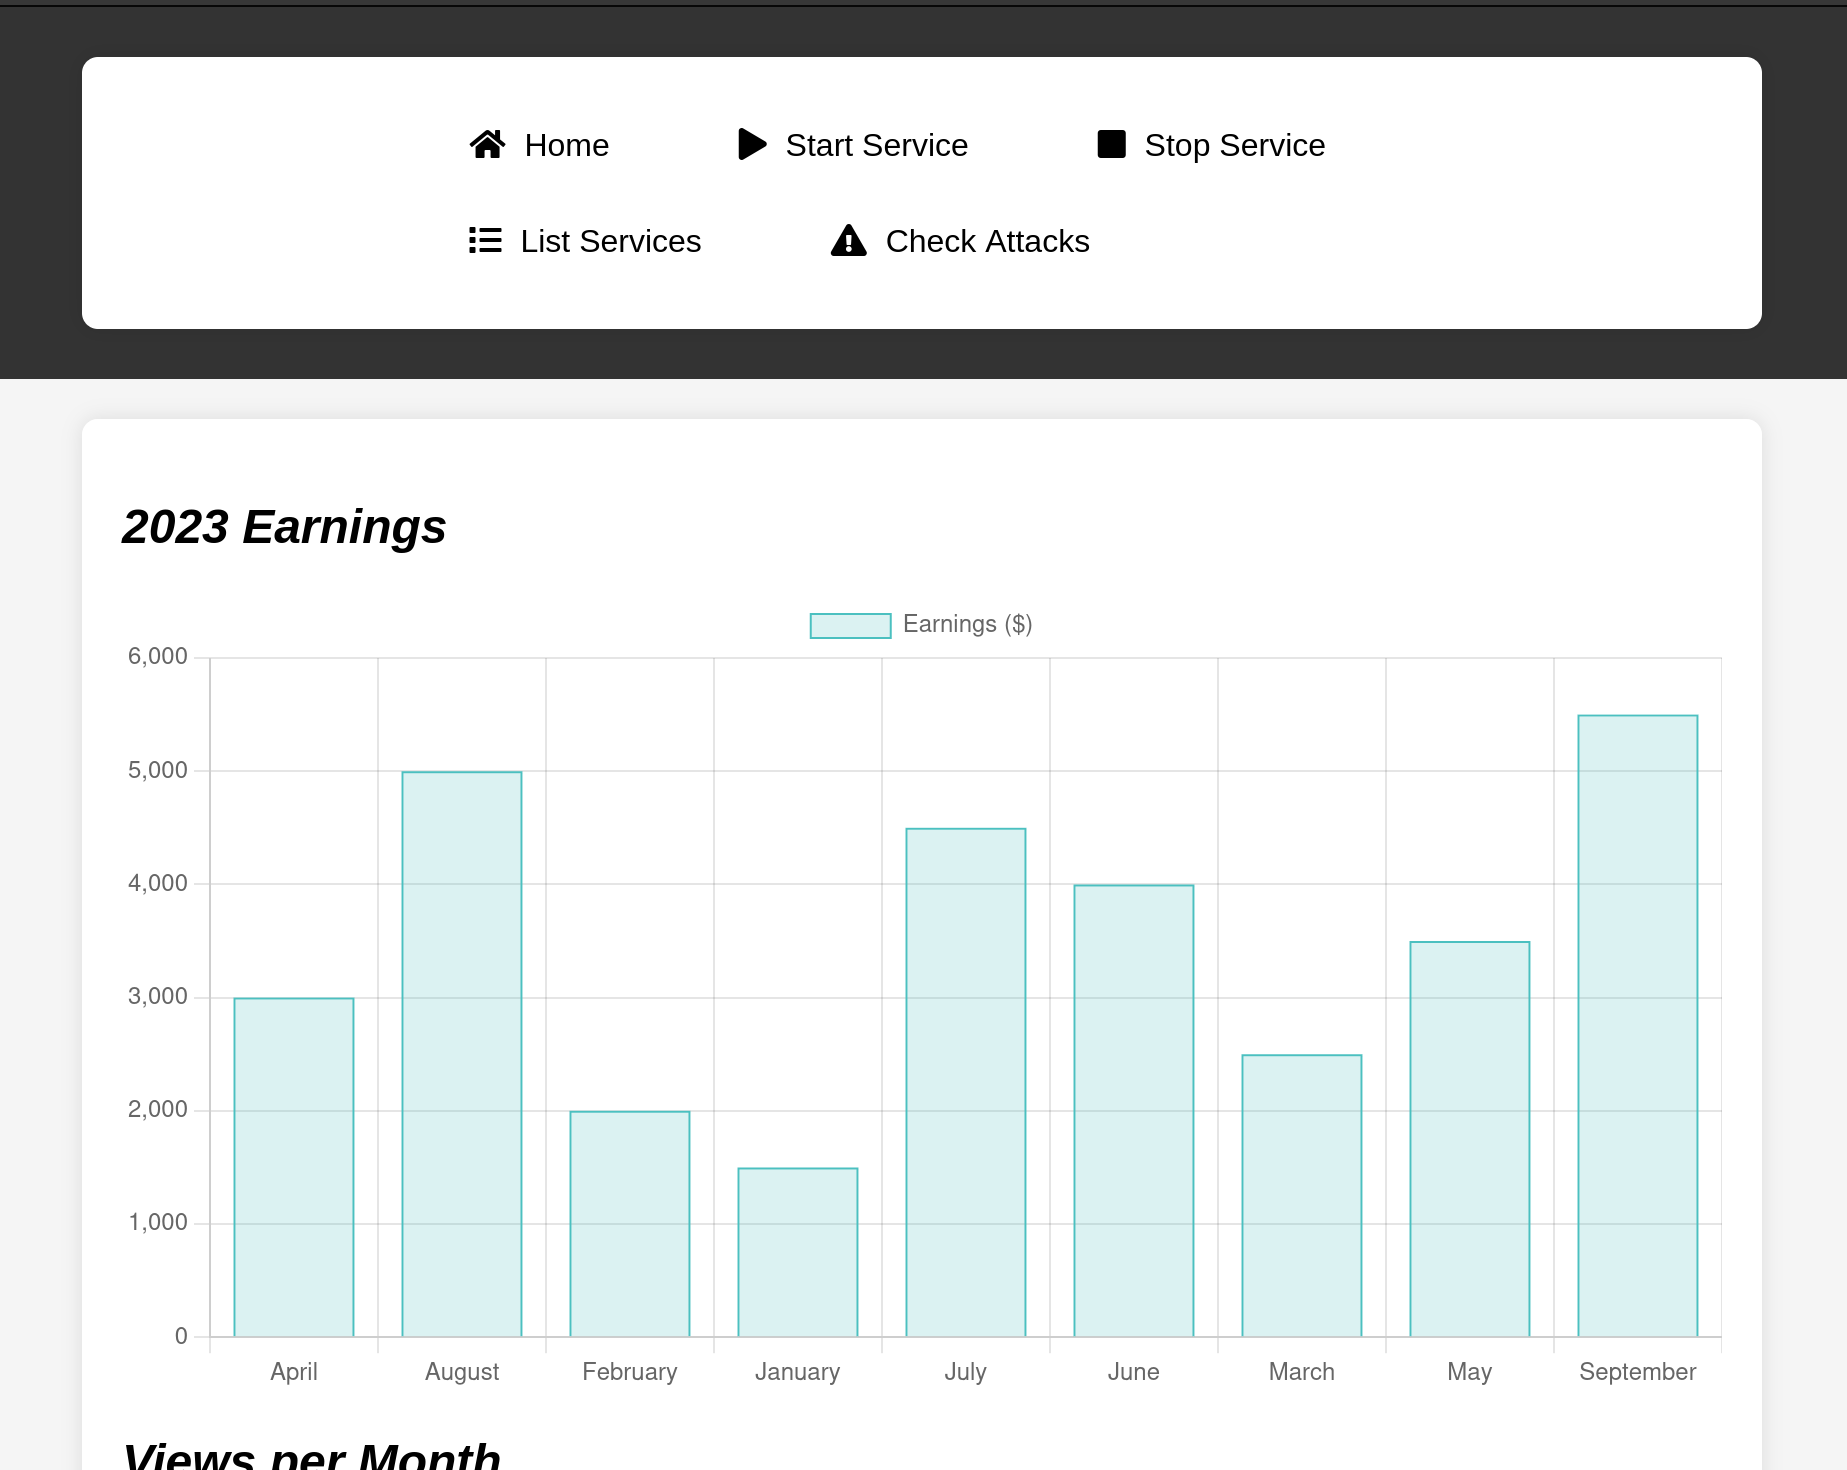 Home Start Service Stop Service
List Services Check Attacks
2023 Earnings
Earnings ($)
6,000
5,000
4,000
3,000
2,000
1,000
0
April August February January July June March May September
Views per Month